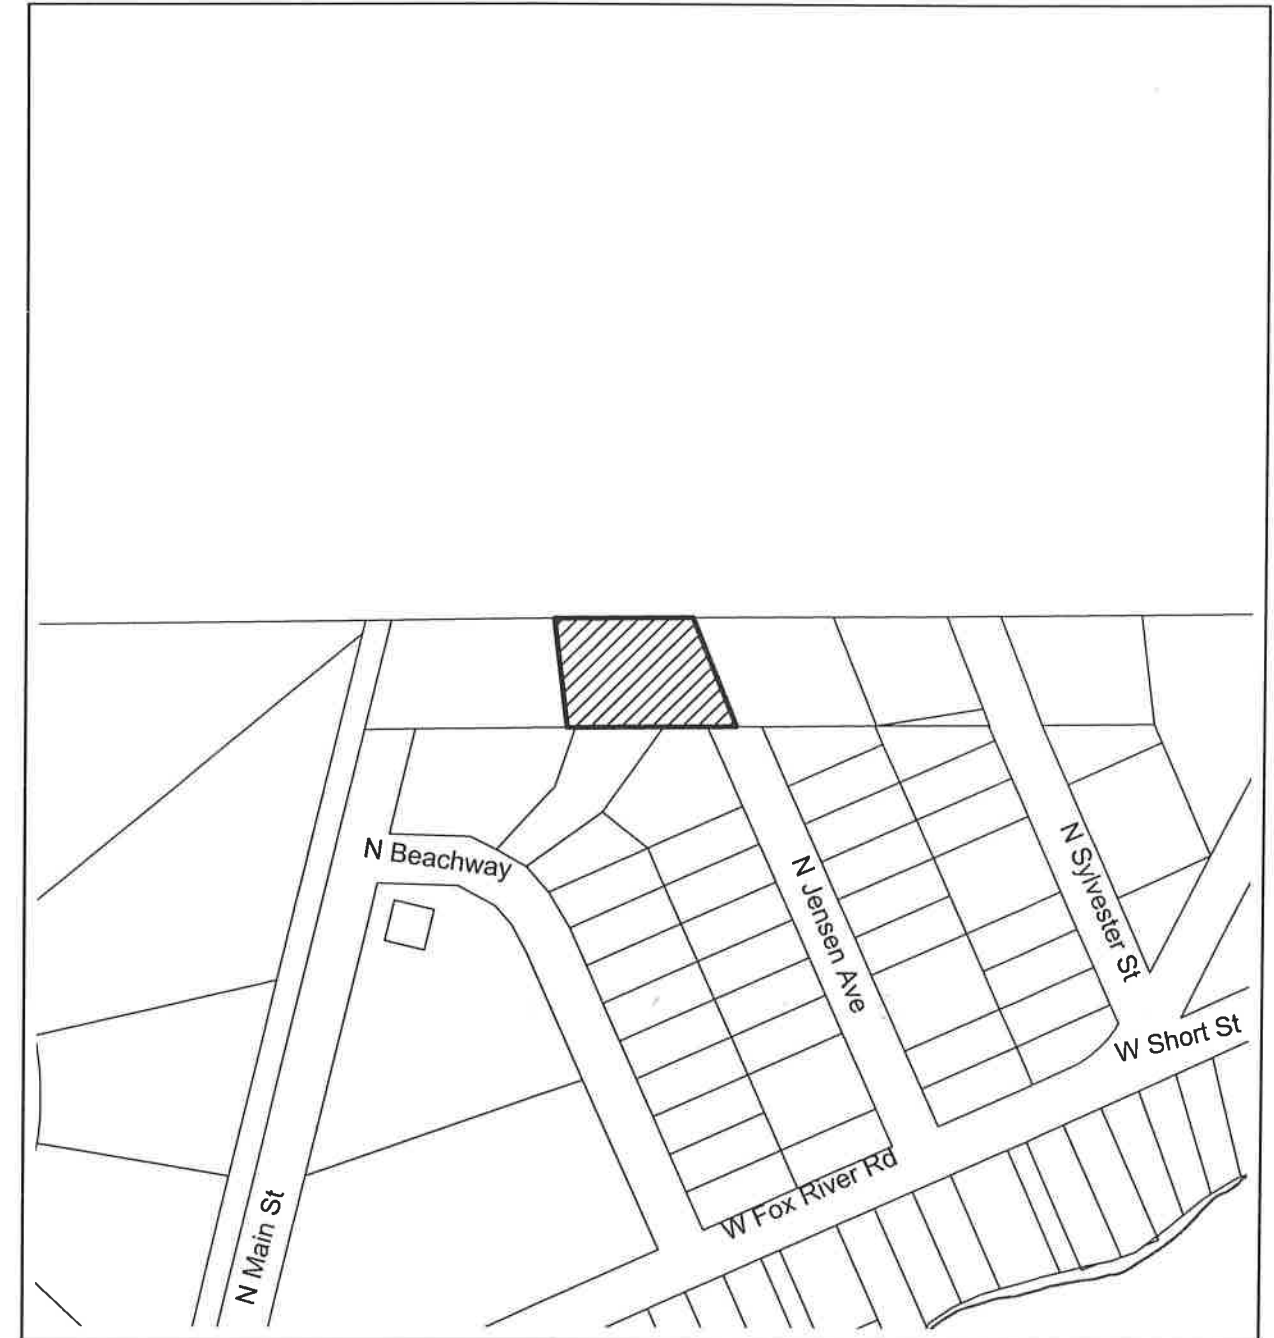 N Beachway
N Jensen Ave
N Sylvester St
W Short St
W Fox River Rd
N Main St